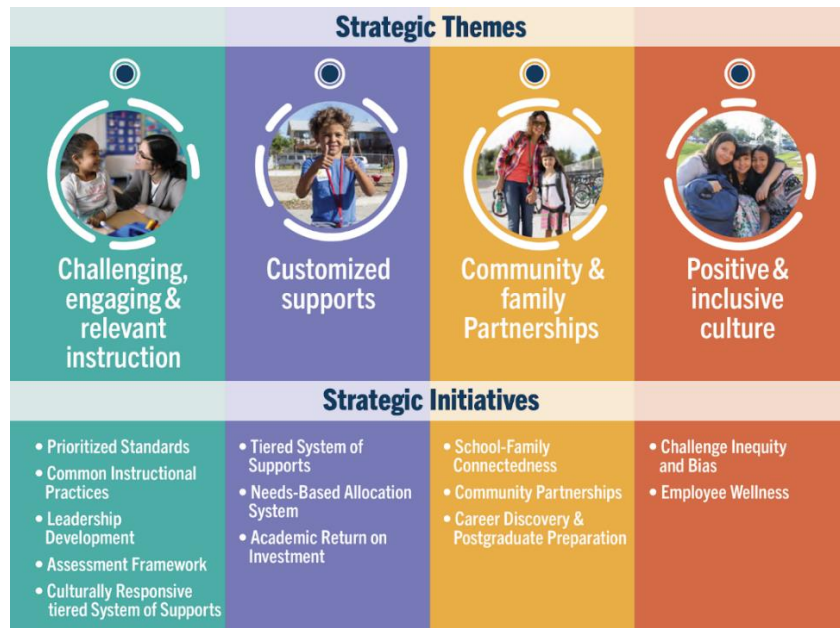 Strategic Themes
Challenging,
engaging &
relevant
instruction
Customized
supports
Community &
family
Partnerships
Positive &
inclusive
culture
Strategic Initiatives
• Prioritized Standards
• Common Instructional
Practices
• Leadership
Development
• Assessment Framework
• Culturally Responsive
tiered System of Supports
• Tiered System of
Supports
• Needs-Based Allocation
System
• Academic Return on
Investment
• School-Family
Connectedness
• Community Partnerships
• Career Discovery &
Postgraduate Preparation
• Challenge Inequity
and Bias
• Employee Wellness